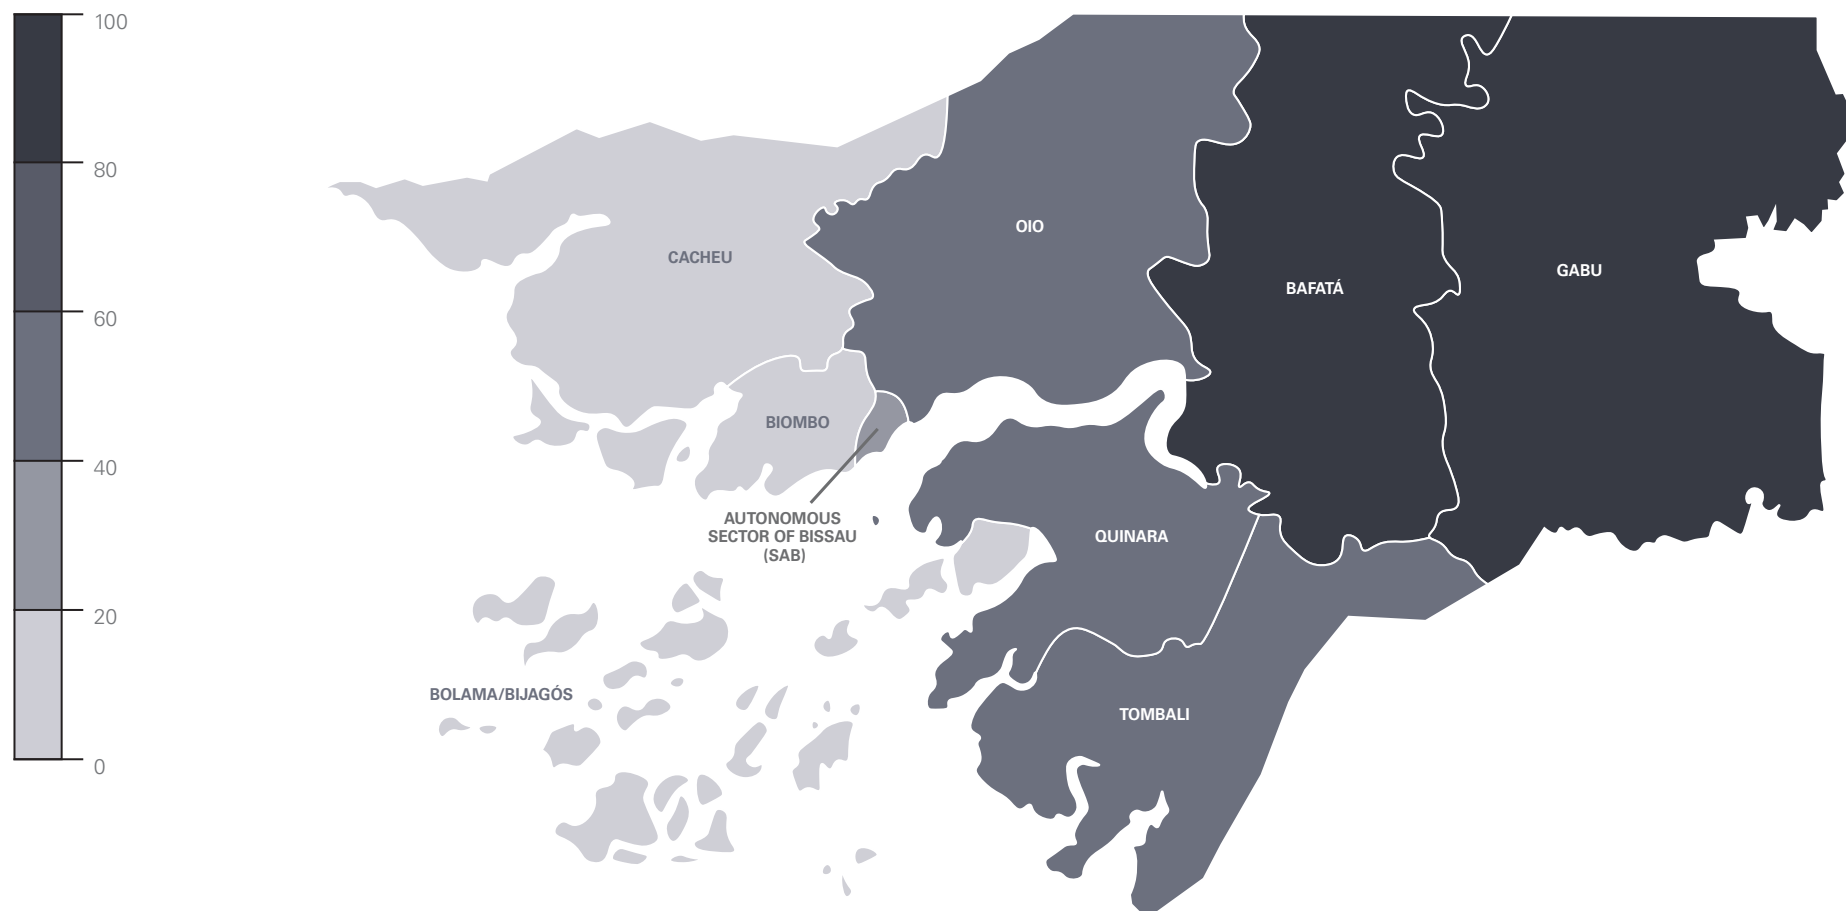 100
80
60
40
20
0
OIO
CACHEU
GABU
BAFATÁ
BIOMBO
AUTONOMOUS
SECTOR OF BISSAU
(SAB)
QUINARA
BOLAMA/BIJAGÓS
TOMBALI